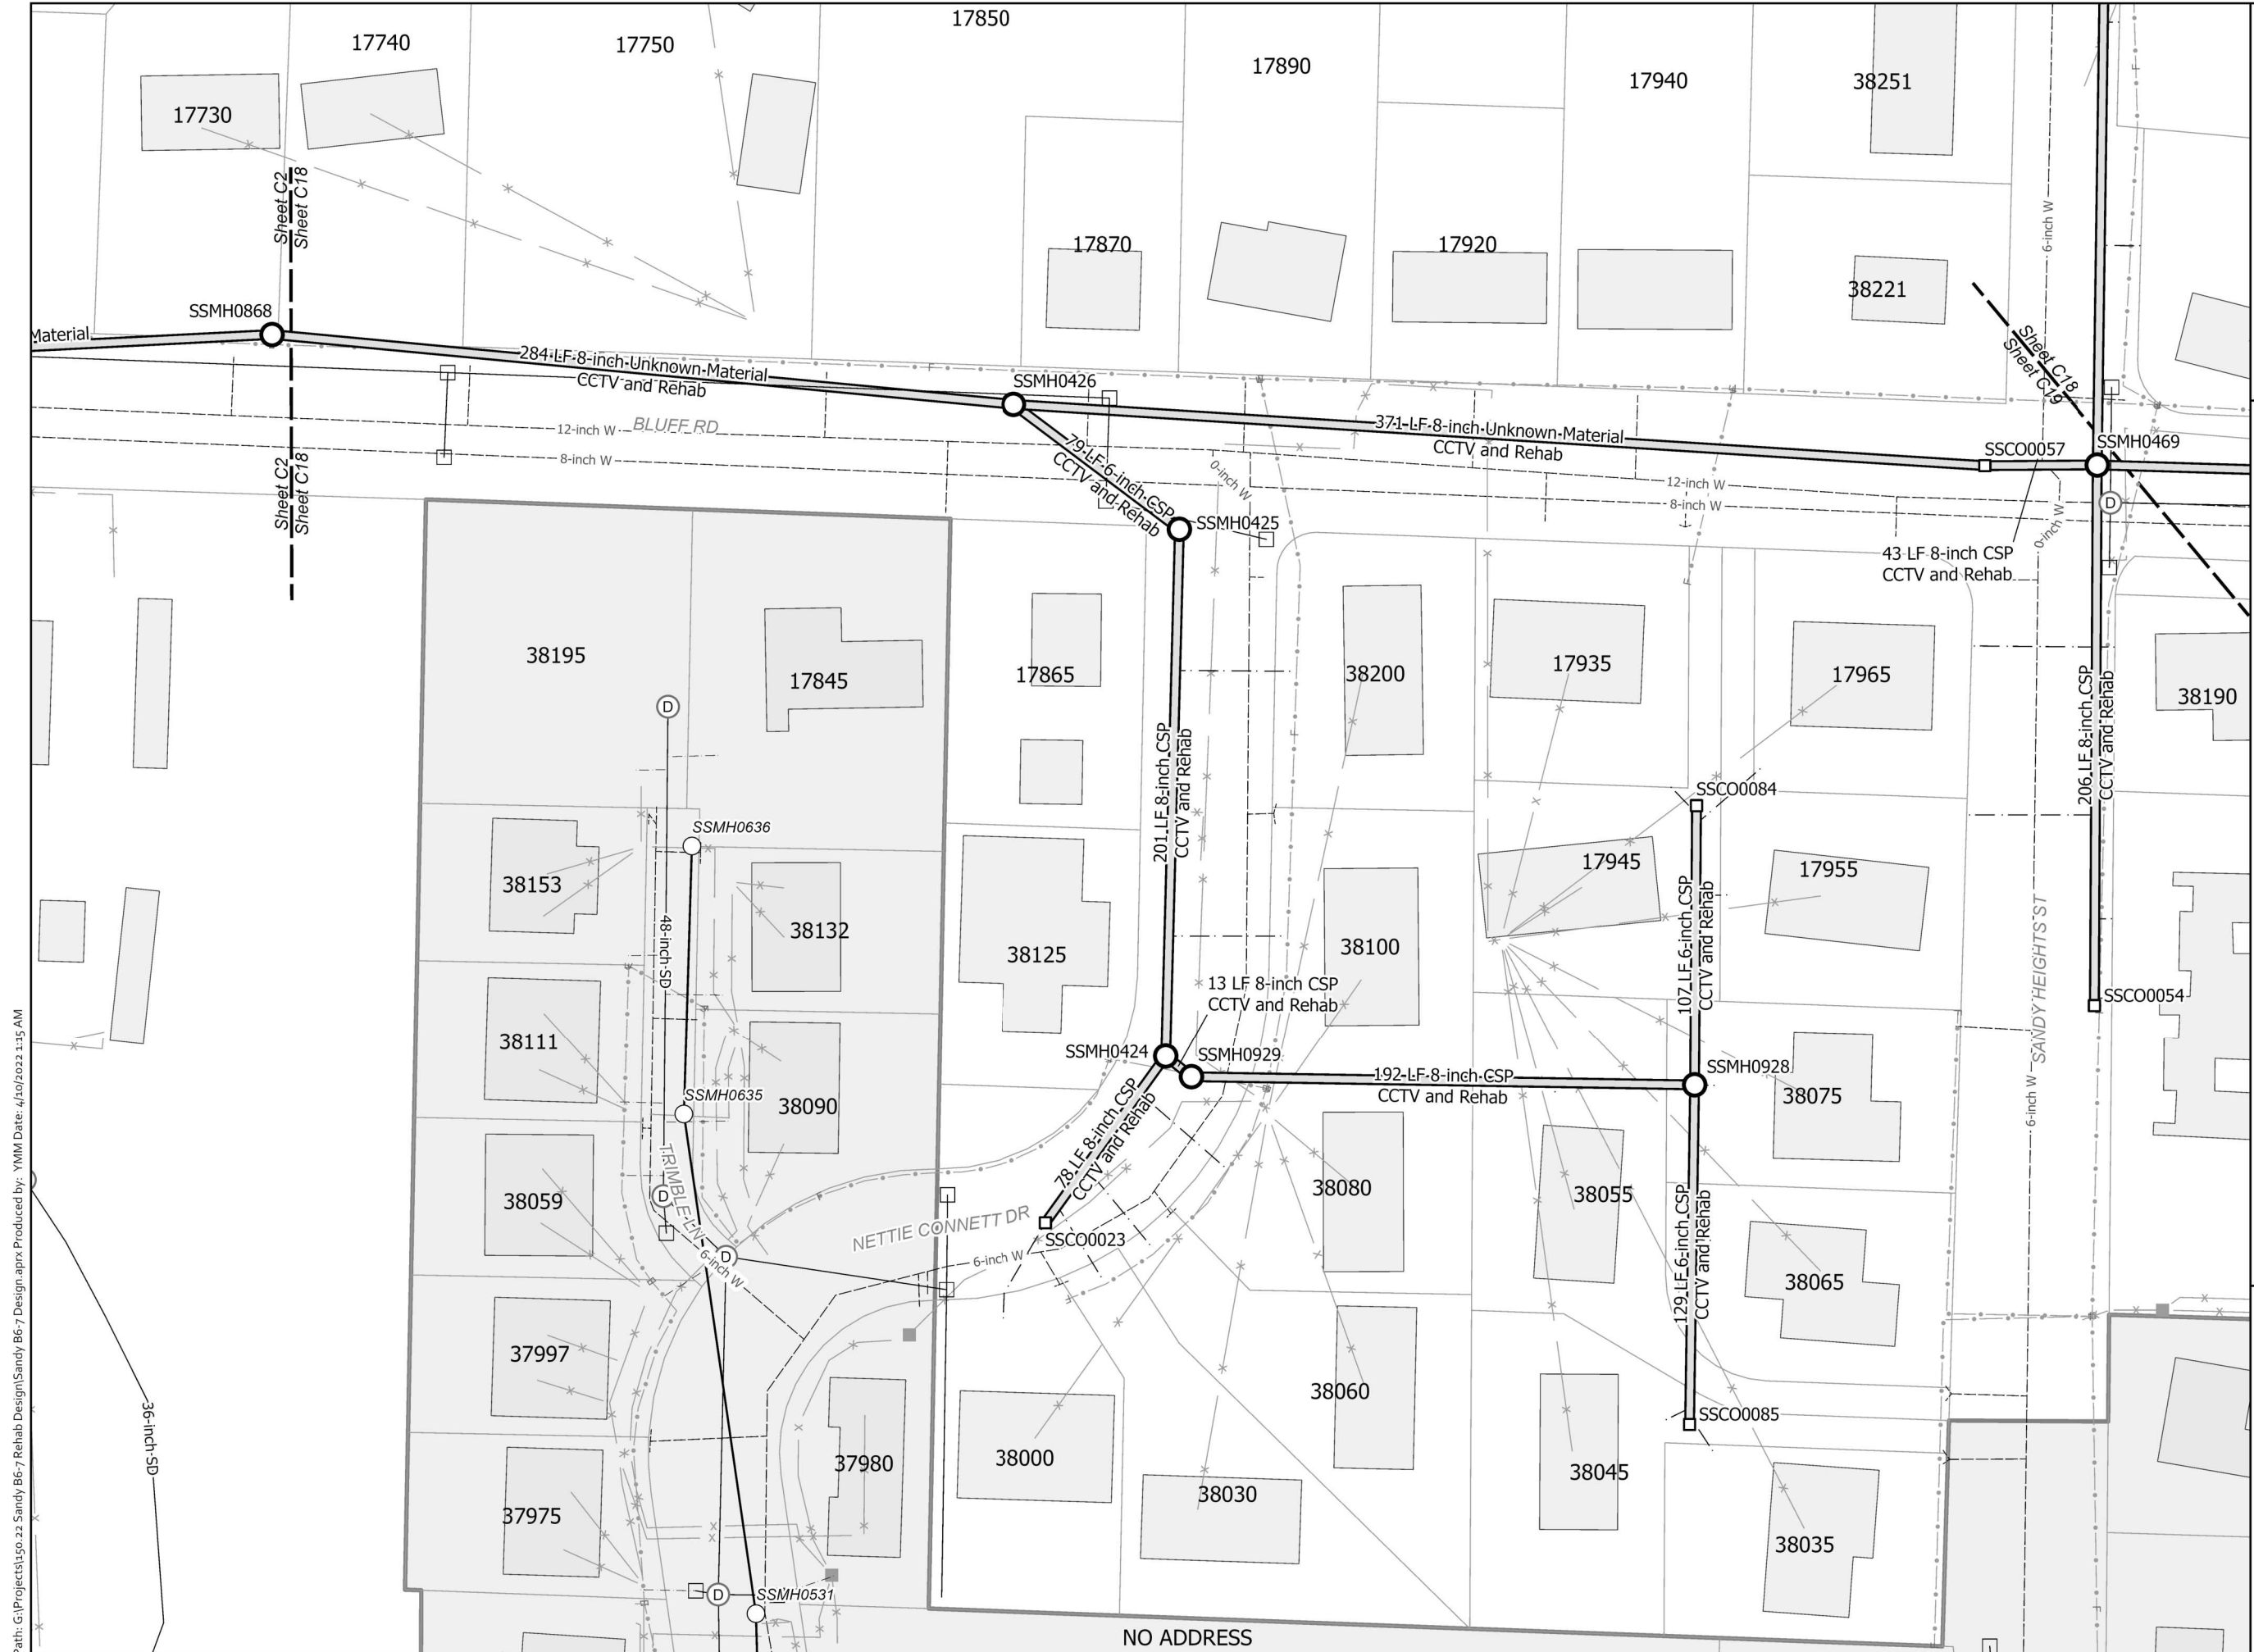 17850
17740
17750
17890
17940
38251
17730
Sheet C2
Sheet C18
17870
17920
38221
SSMH0868
Material
284 LF 8-inch Unknown Material
CCTV and Rehab
SSMH0426
Sheet C18
Sheet C19
6-inch W
12-inch W
BLUFF RD
8-inch W
371 LF 8-inch Unknown Material
CCTV and Rehab
SSCO0057
SSMH0469
79 LF 6-inch CSP
CCTV and Rehab
0-inch W
12-inch W
8-inch W
D
Sheet C2
Sheet C18
SSMH0425
0-inch W
43 LF 8-inch CSP
CCTV and Rehab
38195
17845
17865
38200
17935
17965
38190
D
201 LF 8-inch CSP
CCTV and Rehab
206 LF 8-inch CSP
CCTV and Rehab
SSCO0084
SSMH0636
38153
38132
17945
17955
48-inch SD
107 LF 6-inch CSP
CCTV and Rehab
38125
38100
SANDY HEIGHTS ST
13 LF 8-inch CSP
CCTV and Rehab
SSCO0054
38111
SSMH0424
SSMH0929
192 LF 8-inch CSP
CCTV and Rehab
SSMH0928
38075
SSMH0635
38090
6-inch W
78 LF 8-inch CSP
CCTV and Rehab
TRIMBLE LN
D
38059
38080
38055
NETTIE CONNETT DR
SSCO0023
D
6-inch W
6-inch W
129 LF 6-inch CSP
CCTV and Rehab
38065
37997
38060
SSCO0085
36-inch SD
37980
38000
38045
38030
37975
38035
D
SSMH0531
NO ADDRESS
Path: G:\Projects\150.22 Sandy B6-7 Rehab Design\Sandy B6-7 Design.aprx Produced by: YMM Date: 4/20/2022 1:15 AM